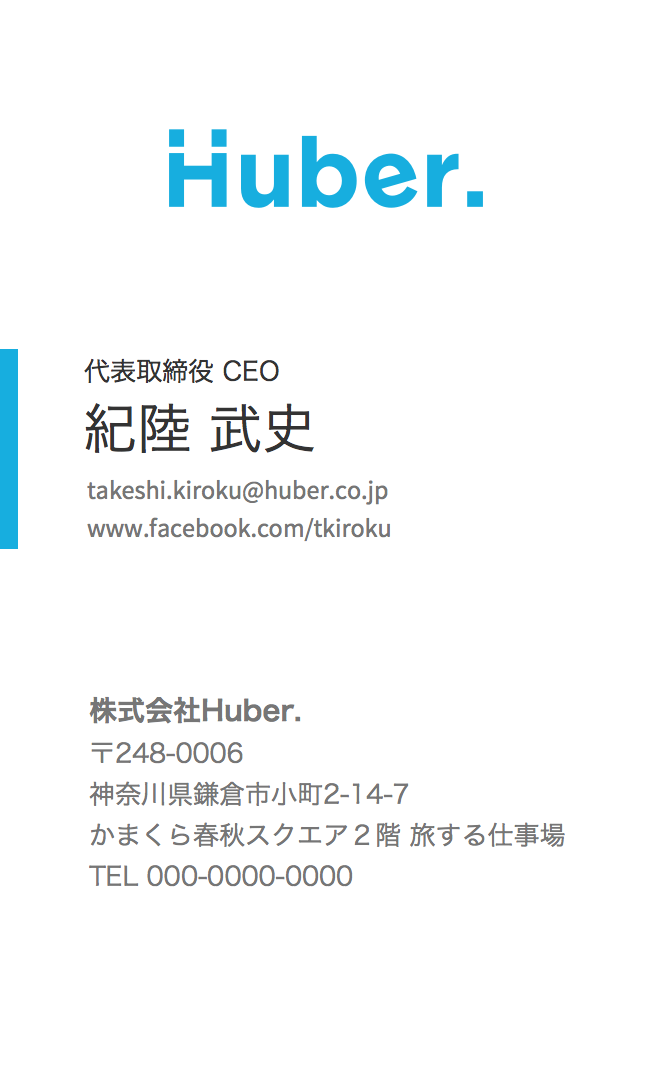 Huber.
代表取締役 CEO
紀陸 武史
takeshi.kiroku@huber.co.jp
www.facebook.com/tkiroku
株式会社Huber.
〒248-0006
神奈川県鎌倉市小町2-14-7
かまくら春秋スクエア２階 旅する仕事場
TEL 000-0000-0000